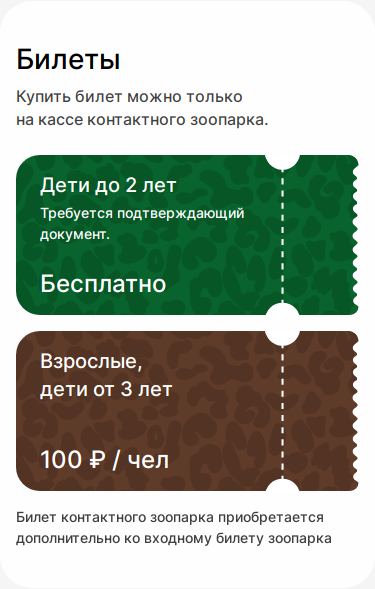 Билеты
Купить билет можно только
на кассе контактного зоопарка.
Дети до 2 лет
Требуется подтверждающий
документ.
Бесплатно
Взрослые,
дети от 3 лет
100 ₽ / чел
Билет контактного зоопарка приобретается
дополнительно ко входному билету зоопарка